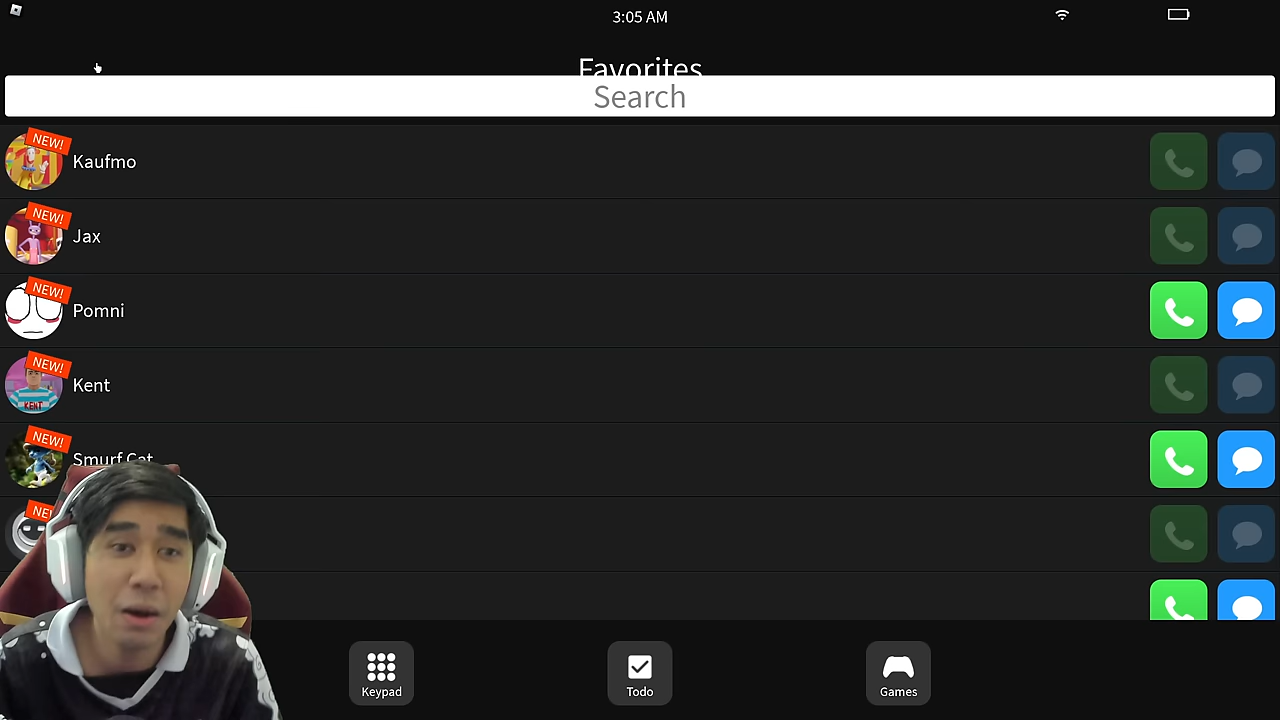 3:05 AM
Favorites
Search
NEW!
Kaufmo
NEW!
Jax
NEW!
Pomni
NEW!
Kent
KENT
NEW!
Smurf Cat
Keypad
Todo
Games